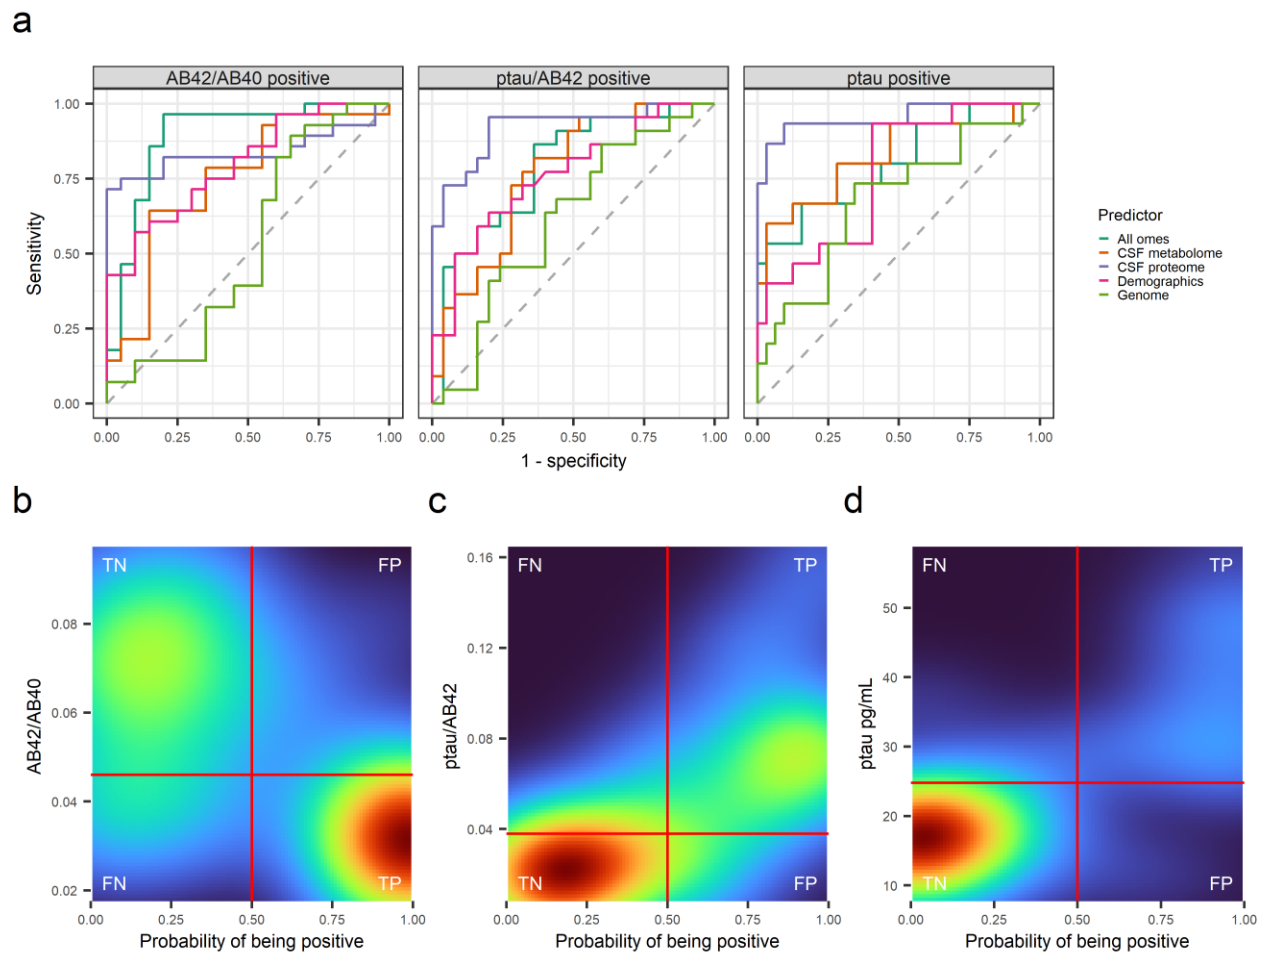 a
AB42/AB40 positive
ptau/AB42 positive
ptau positive
1.00
0.75
0.50
0.25
0.00
Sensitivity
0.00 0.25 0.50 0.75 1.00
0.00 0.25 0.50 0.75 1.00
0.00 0.25 0.50 0.75 1.00
1 - specificity
Predictor
All omes
CSF metabolome
CSF proteome
Demographics
Genome
b
TN
FP
FN
TP
0.08
0.06
0.04
0.02
AB42/AB40
0.00 0.25 0.50 0.75 1.00
Probability of being positive
c
FN
TP
TN
FP
0.16
0.12
0.08
0.04
ptau/AB42
0.00 0.25 0.50 0.75 1.00
Probability of being positive
d
FN
TP
TN
FP
50
40
30
20
10
ptau pg/mL
0.00 0.25 0.50 0.75 1.00
Probability of being positive